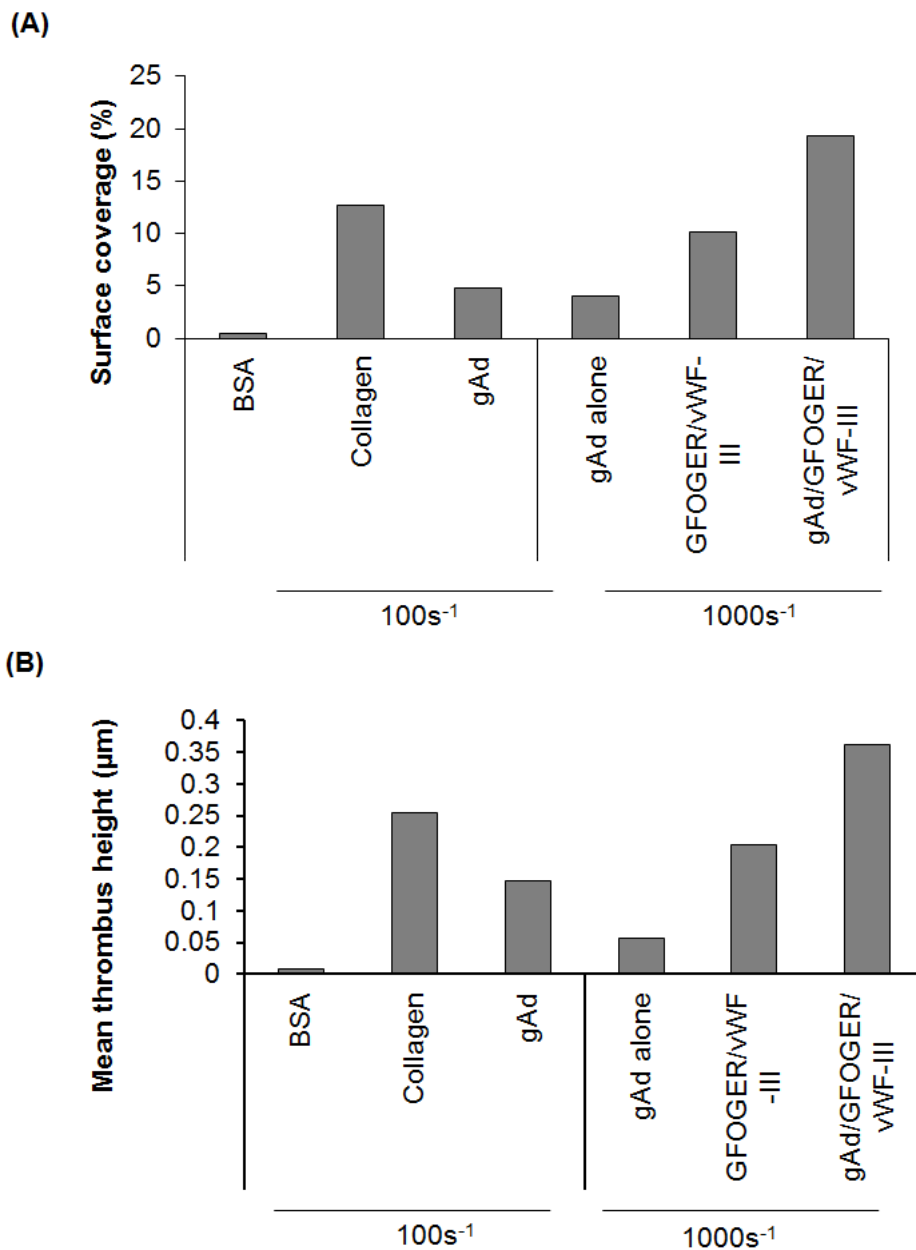 (A)
Surface coverage (%)
25
20
15
10
5
0
BSA
Collagen
gAd
gAd alone
GFOGER/vWF-
III
gAd/GFOGER/
vWF-III
100s⁻¹
1000s⁻¹
(B)
Mean thrombus height (µm)
0.4
0.35
0.3
0.25
0.2
0.15
0.1
0.05
0
BSA
Collagen
gAd
gAd alone
GFOGER/vWF
-III
gAd/GFOGER/
vWF-III
100s⁻¹
1000s⁻¹